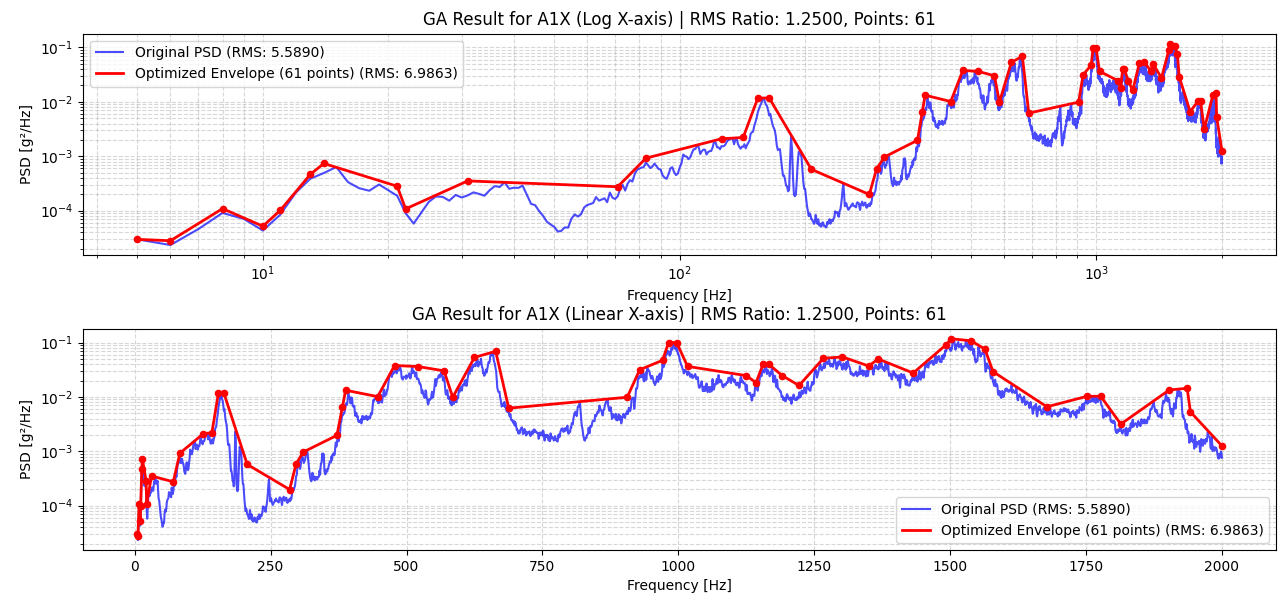 GA Result for A1X (Log X-axis) | RMS Ratio: 1.2500, Points: 61
PSD [g²/Hz]
10⁻¹
10⁻²
10⁻³
10⁻⁴
Original PSD (RMS: 5.5890)
Optimized Envelope (61 points) (RMS: 6.9863)
10¹ 10² 10³
Frequency [Hz]
GA Result for A1X (Linear X-axis) | RMS Ratio: 1.2500, Points: 61
PSD [g²/Hz]
10⁻¹
10⁻²
10⁻³
10⁻⁴
Original PSD (RMS: 5.5890)
Optimized Envelope (61 points) (RMS: 6.9863)
0 250 500 750 1000 1250 1500 1750 2000
Frequency [Hz]